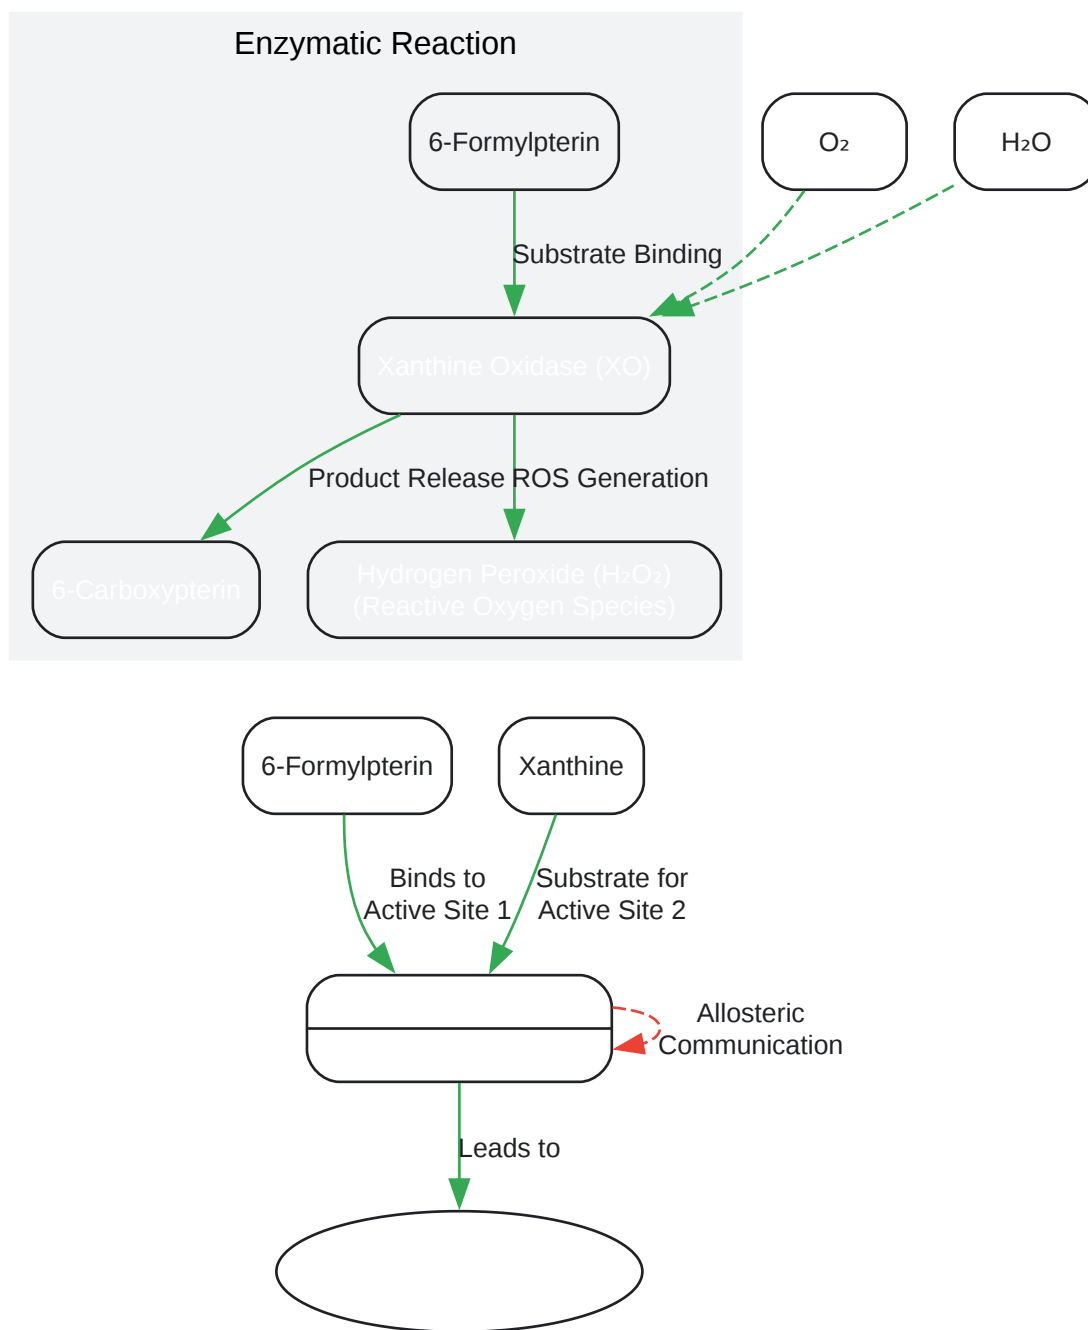 Enzymatic Reaction
6-Formylpterin
O₂
H₂O
Substrate Binding
Xanthine Oxidase (XO)
Product Release
ROS Generation
6-Carboxypterin
Hydrogen Peroxide (H₂O₂)
(Reactive Oxygen Species)
6-Formylpterin
Xanthine
Binds to
Active Site 1
Substrate for
Active Site 2
Allosteric
Communication
Leads to